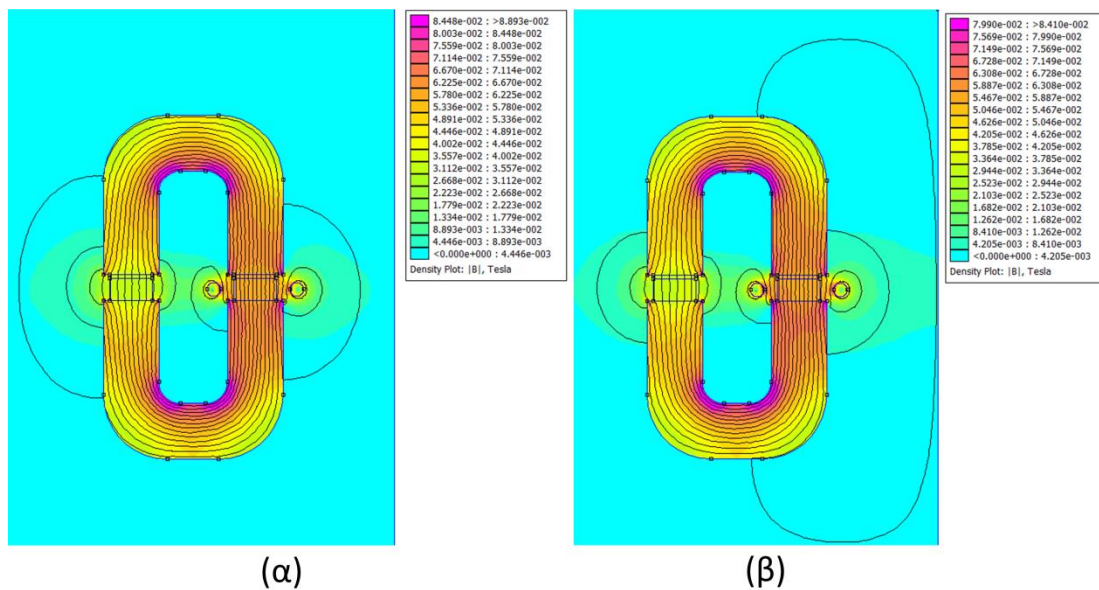 8.448e-002 : >8.893e-002
8.003e-002 : 8.448e-002
7.559e-002 : 8.003e-002
7.114e-002 : 7.559e-002
6.670e-002 : 7.114e-002
6.225e-002 : 6.670e-002
5.780e-002 : 6.225e-002
5.336e-002 : 5.780e-002
4.891e-002 : 5.336e-002
4.446e-002 : 4.891e-002
4.002e-002 : 4.446e-002
3.557e-002 : 4.002e-002
3.112e-002 : 3.557e-002
2.668e-002 : 3.112e-002
2.223e-002 : 2.668e-002
1.779e-002 : 2.223e-002
1.334e-002 : 1.779e-002
8.893e-003 : 1.334e-002
4.446e-003 : 8.893e-003
<0.000e+000 : 4.446e-003
Density Plot: |B|, Tesla
7.990e-002 : >8.410e-002
7.569e-002 : 7.990e-002
7.149e-002 : 7.569e-002
6.728e-002 : 7.149e-002
6.308e-002 : 6.728e-002
5.887e-002 : 6.308e-002
5.467e-002 : 5.887e-002
5.046e-002 : 5.467e-002
4.626e-002 : 5.046e-002
4.205e-002 : 4.626e-002
3.785e-002 : 4.205e-002
3.364e-002 : 3.785e-002
2.944e-002 : 3.364e-002
2.523e-002 : 2.944e-002
2.103e-002 : 2.523e-002
1.682e-002 : 2.103e-002
1.262e-002 : 1.682e-002
8.410e-003 : 1.262e-002
4.205e-003 : 8.410e-003
<0.000e+000 : 4.205e-003
Density Plot: |B|, Tesla
(α)
(β)